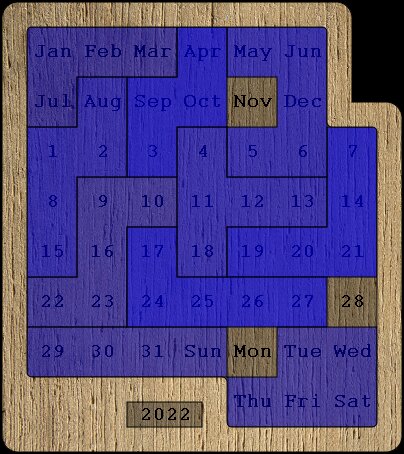 Jan Feb Mar Apr May Jun
Jul Aug Sep Oct Nov Dec
1 2 3 4 5 6 7
8 9 10 11 12 13 14
15 16 17 18 19 20 21
22 23 24 25 26 27 28
29 30 31 Sun Mon Tue Wed
Thu Fri Sat
2022